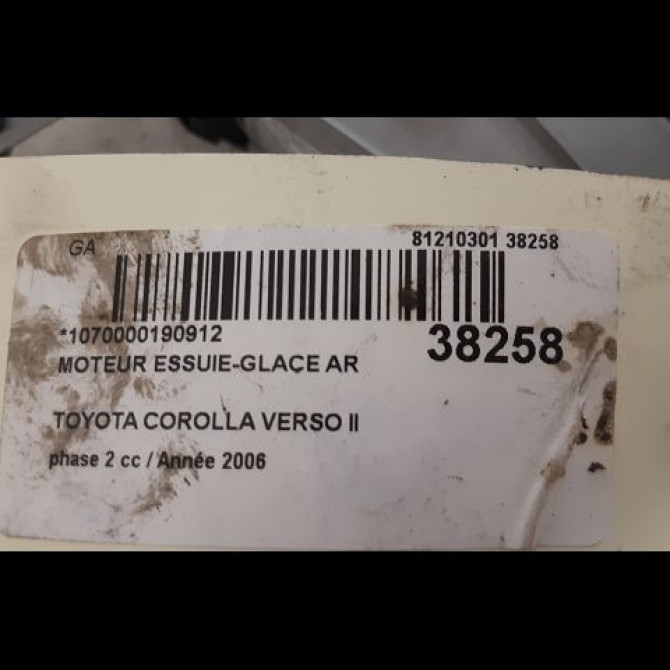 GA 81210301 38258
*1070000190912 38258
MOTEUR ESSUIE-GLACE AR
TOYOTA COROLLA VERSO II
phase 2 cc / Année 2006